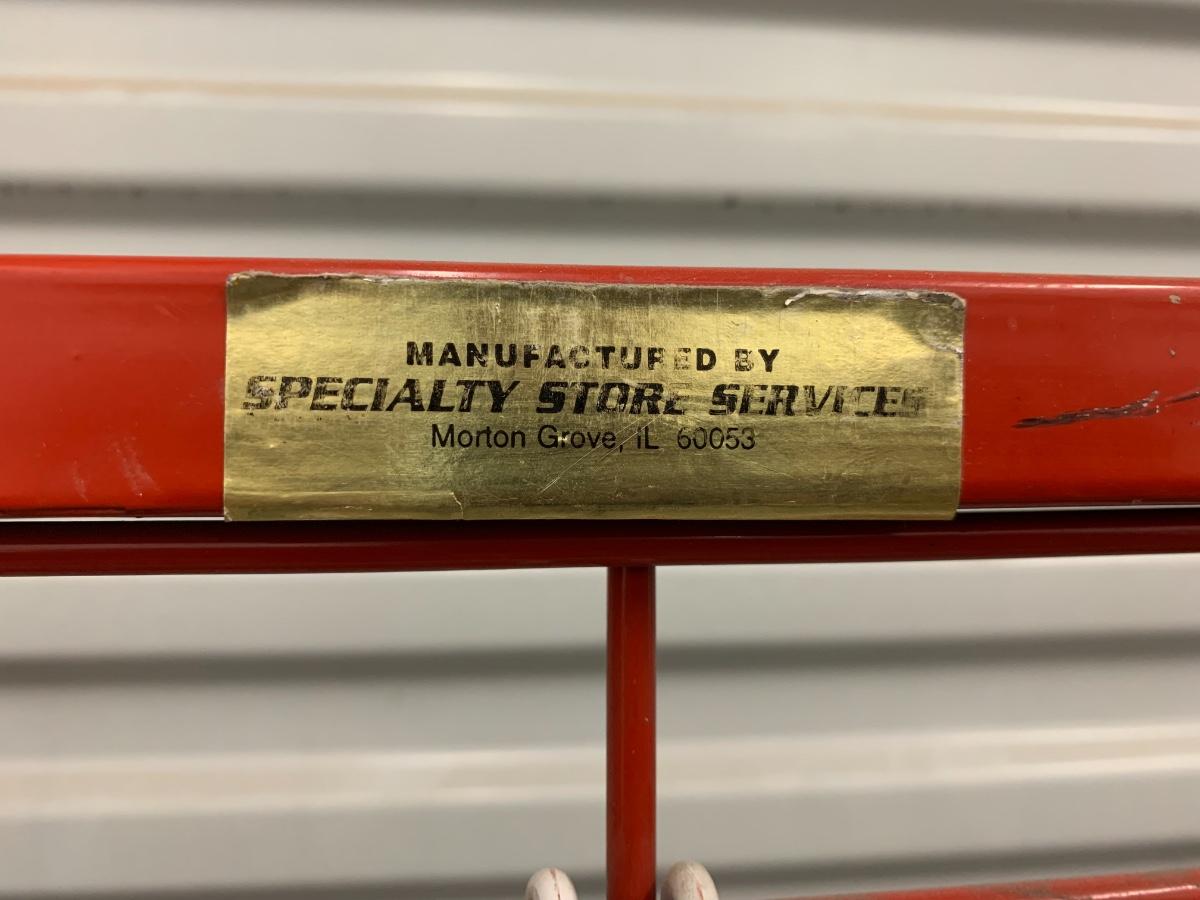 MANUFACTURED BY
SPECIALTY STORE SERVICES
Morton Grove, IL 60053